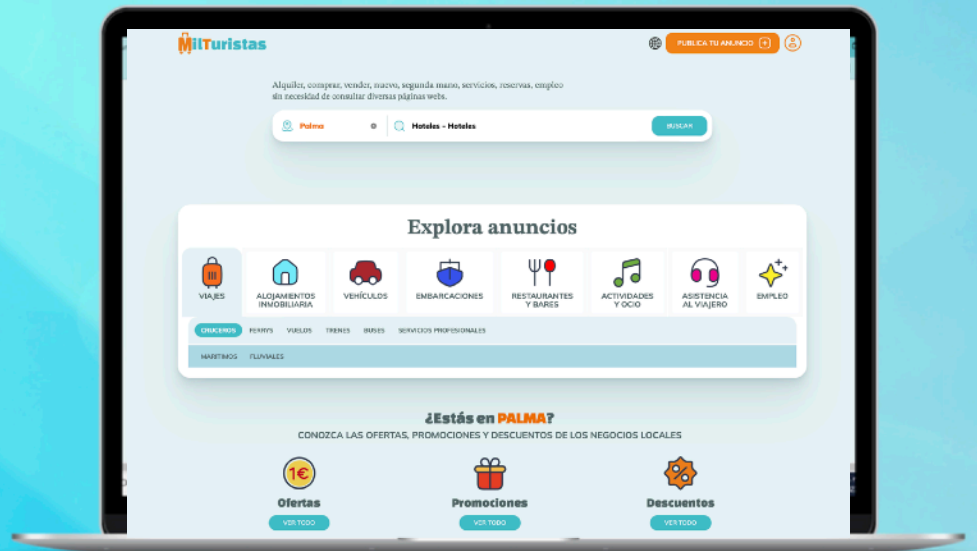 MilTuristas
PUBLICA TU ANUNCIO
Alquiler, comprar, vender, nuevo, segunda mano, servicios, reservas, empleo
sin necesidad de consultar diversas páginas webs.
Palma
Hoteles - Hoteles
BUSCAR
Explora anuncios
VIAJES
ALOJAMIENTOS
INMOBILIARIA
VEHÍCULOS
EMBARCACIONES
RESTAURANTES
Y BARES
ACTIVIDADES
Y OCIO
ASISTENCIA
AL VIAJERO
EMPLEO
CRUCEROS FERRYS VUELOS TRENES BUSES SERVICIOS PROFESIONALES
MARÍTIMOS FLUVIALES
¿Estás en PALMA?
CONOZCA LAS OFERTAS, PROMOCIONES Y DESCUENTOS DE LOS NEGOCIOS LOCALES
1€
%
Ofertas Promociones Descuentos
VER TODO VER TODO VER TODO